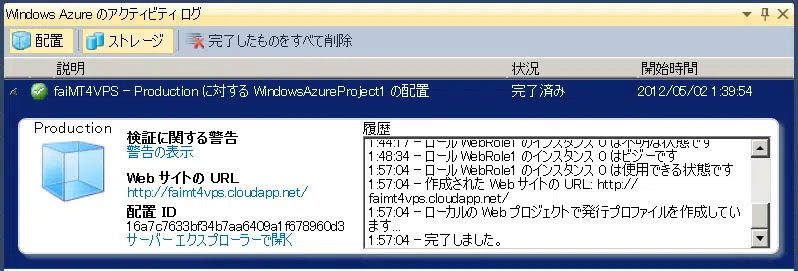 Windows Azure のアクティビティ ログ
配置 ストレージ 完了したものをすべて削除
説明 状況 開始時間
faiMT4VPS - Production に対する WindowsAzureProject1 の配置 完了済み 2012/05/02 1:39:54
Production
検証に関する警告
警告の表示
Web サイトの URL
http://faimt4vps.cloudapp.net/
配置 ID
16a7c7633bf34b7aa6409a1f678960d3
サーバー エクスプローラーで開く
履歴
1:44:17 - ロール WebRole1 のインスタンス 0 は不明な状態です
1:48:34 - ロール WebRole1 のインスタンス 0 はビジーです
1:57:04 - ロール WebRole1 のインスタンス 0 は使用できる状態です
1:57:04 - 作成された Web サイトの URL: http://
faimt4vps.cloudapp.net/
1:57:04 - ローカルの Web プロジェクトで発行プロファイルを作成してい
ます...
1:57:04 - 完了しました。